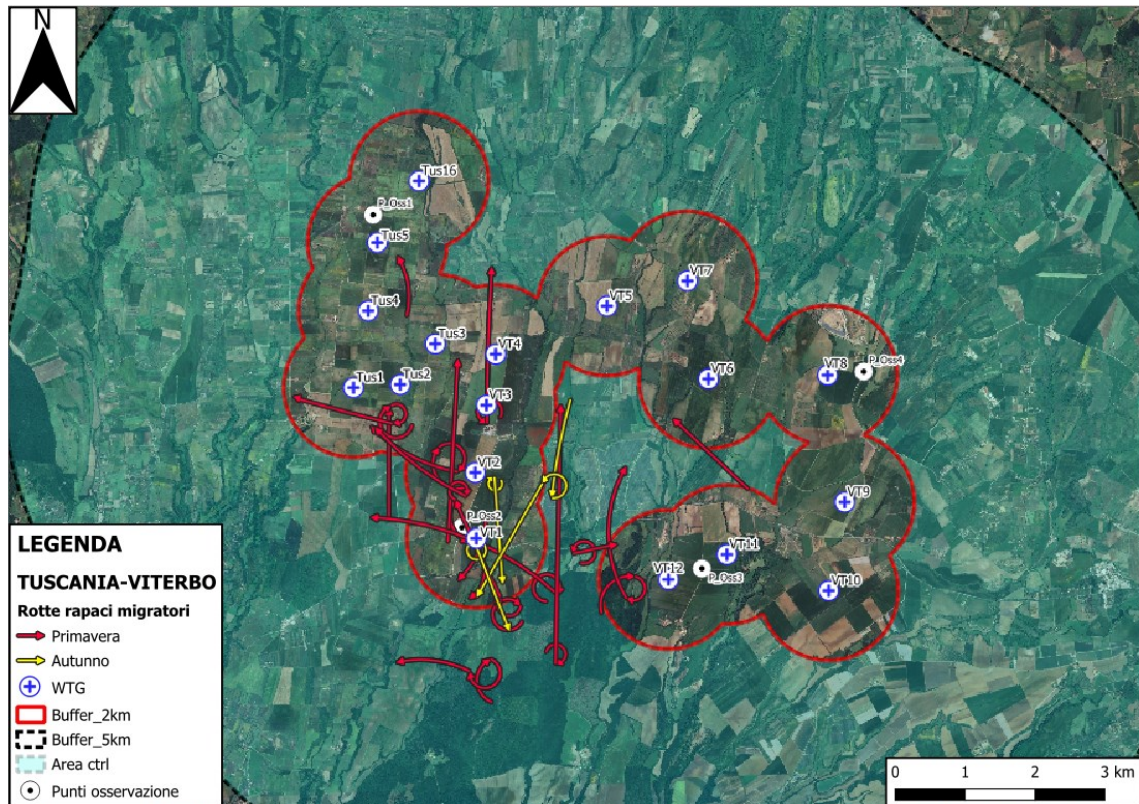 N
Tus16
P_Oss1
Tus5
VT7
VT5
Tus4
Tus3
VT4
P_Oss4
VT8
VT6
Tus1
Tus2
VT3
VT2
VT9
P_Oss2
VT1
VT11
VT12
P_Oss3
VT10
LEGENDA
TUSCANIA-VITERBO
Rotte rapaci migratori
Primavera
Autunno
WTG
Buffer_2km
Buffer_5km
Area ctrl
Punti osservazione
0 1 2 3 km